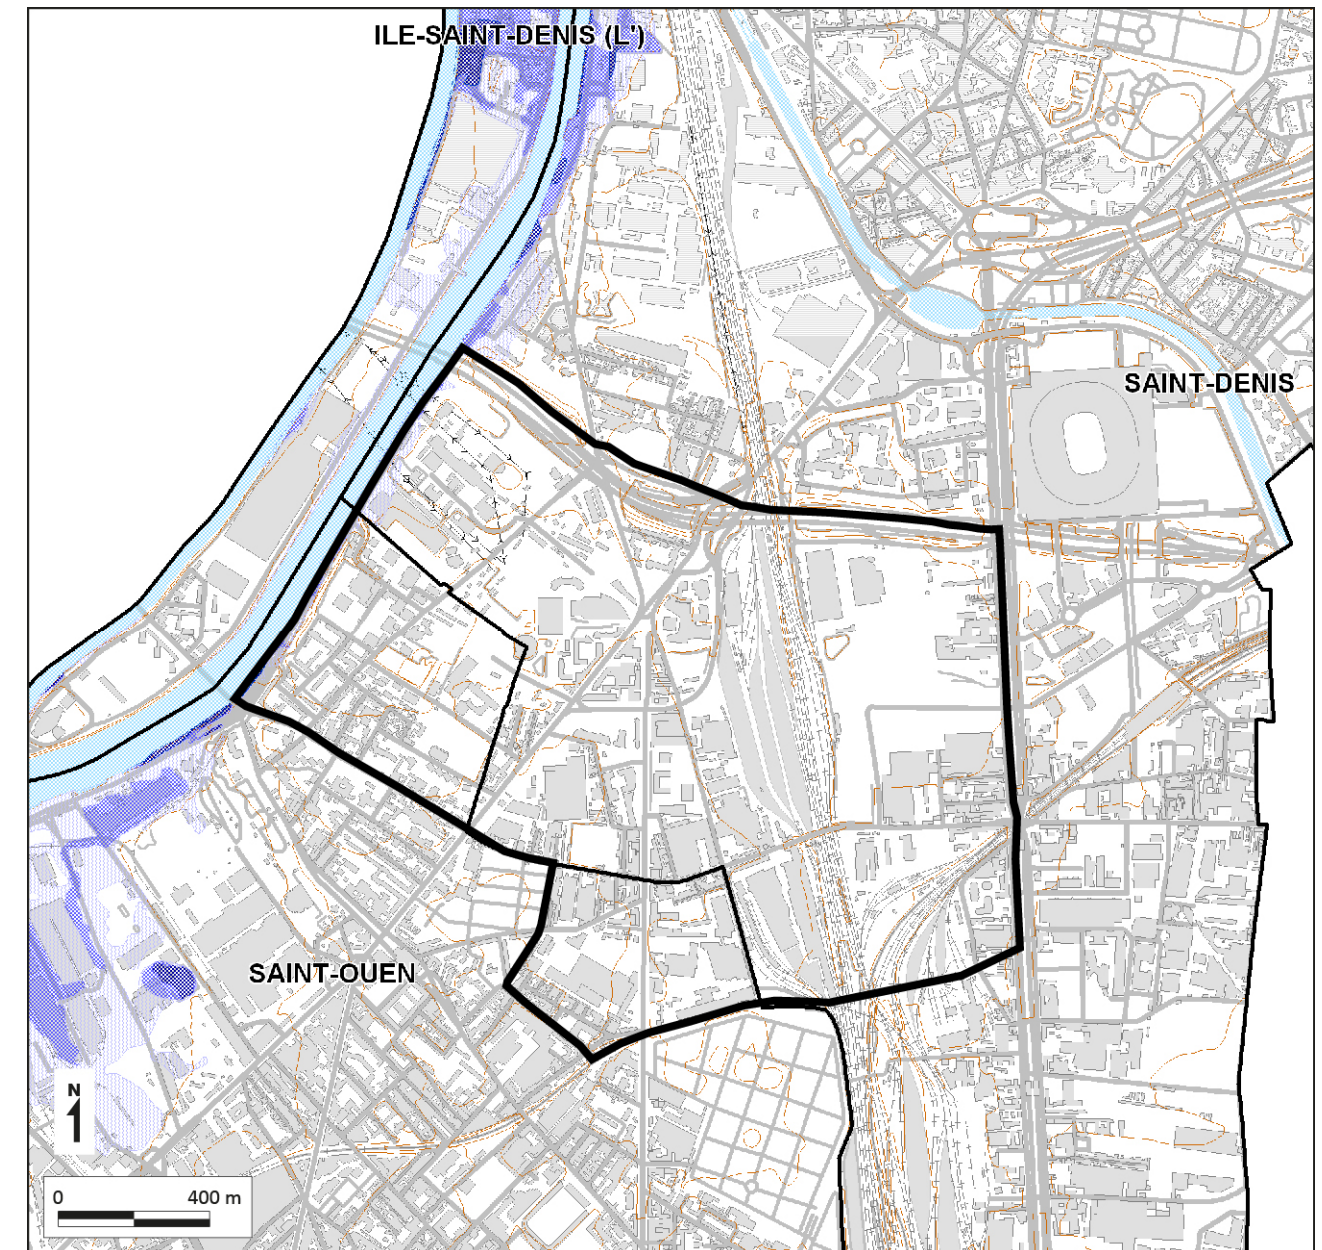 ILE-SAINT-DENIS (L')
SAINT-DENIS
SAINT-OUEN
N
0 400 m